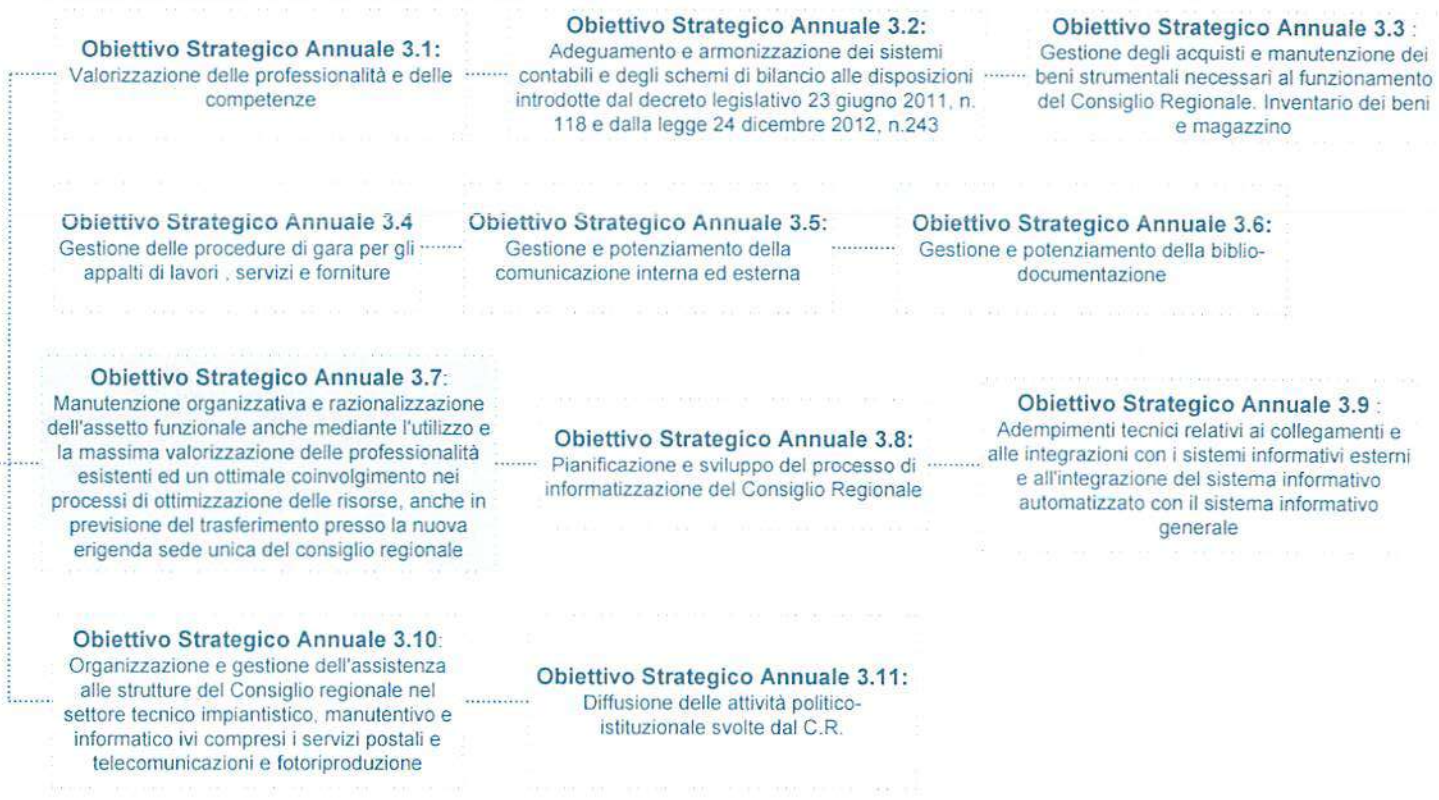 Obiettivo Strategico Annuale 3.1:
Valorizzazione delle professionalità e delle
competenze
Obiettivo Strategico Annuale 3.2:
Adeguamento e armonizzazione dei sistemi
contabili e degli schemi di bilancio alle disposizioni
introdotte dal decreto legislativo 23 giugno 2011, n.
118 e dalla legge 24 dicembre 2012, n.243
Obiettivo Strategico Annuale 3.3 :
Gestione degli acquisti e manutenzione dei
beni strumentali necessari al funzionamento
del Consiglio Regionale. Inventario dei beni
e magazzino
Obiettivo Strategico Annuale 3.4
Gestione delle procedure di gara per gli
appalti di lavori , servizi e forniture
Obiettivo Strategico Annuale 3.5:
Gestione e potenziamento della
comunicazione interna ed esterna
Obiettivo Strategico Annuale 3.6:
Gestione e potenziamento della biblio-
documentazione
Obiettivo Strategico Annuale 3.7:
Manutenzione organizzativa e razionalizzazione
dell'assetto funzionale anche mediante l'utilizzo e
la massima valorizzazione delle professionalità
esistenti ed un ottimale coinvolgimento nei
processi di ottimizzazione delle risorse, anche in
previsione del trasferimento presso la nuova
erigenda sede unica del consiglio regionale
Obiettivo Strategico Annuale 3.8:
Pianificazione e sviluppo del processo di
informatizzazione del Consiglio Regionale
Obiettivo Strategico Annuale 3.9 :
Adempimenti tecnici relativi ai collegamenti e
alle integrazioni con i sistemi informativi esterni
e all'integrazione del sistema informativo
automatizzato con il sistema informativo
generale
Obiettivo Strategico Annuale 3.10:
Organizzazione e gestione dell'assistenza
alle strutture del Consiglio regionale nel
settore tecnico impiantistico, manutentivo e
informatico ivi compresi i servizi postali e
telecomunicazioni e fotoriproduzione
Obiettivo Strategico Annuale 3.11:
Diffusione delle attività politico-
istituzionale svolte dal C.R.